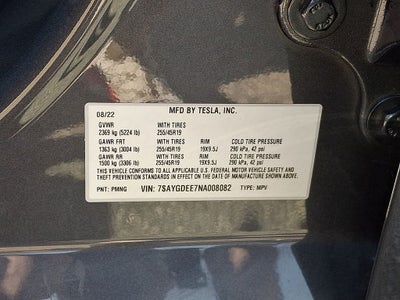 MFD BY TESLA, INC.
08/22
GVWR WITH TIRES
2369 kg (5224 lb) 255/45R19
GAWR FRT WITH TIRES RIM COLD TIRE PRESSURE
1363 kg (3004 lb) 255/45R19 19X9.5J 290 kPa, 42 psi
GAWR RR WITH TIRES RIM COLD TIRE PRESSURE
1500 kg (3306 lb) 255/45R19 19X9.5J 290 kPa, 42 psi
THIS VEHICLE CONFORMS TO ALL APPLICABLE U.S. FEDERAL MOTOR VEHICLE SAFETY AND
THEFT PREVENTION STANDARDS IN EFFECT ON THE DATE OF MANUFACTURE SHOWN ABOVE.
PNT: PMNG VIN: 7SAYGDEE7NA008082 TYPE: MPV